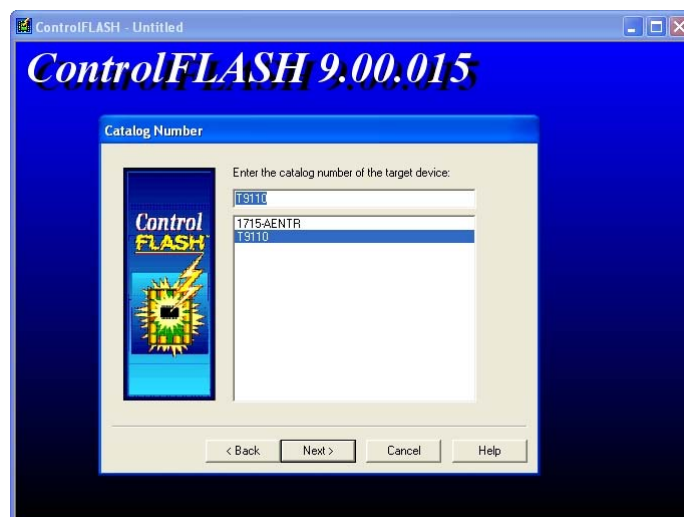 ControlFLASH - Untitled
ControlFLASH 9.00.015
Catalog Number
Enter the catalog number of the target device:
T9110
Control
FLASH
1715-AENTR
T9110
< Back
Next >
Cancel
Help